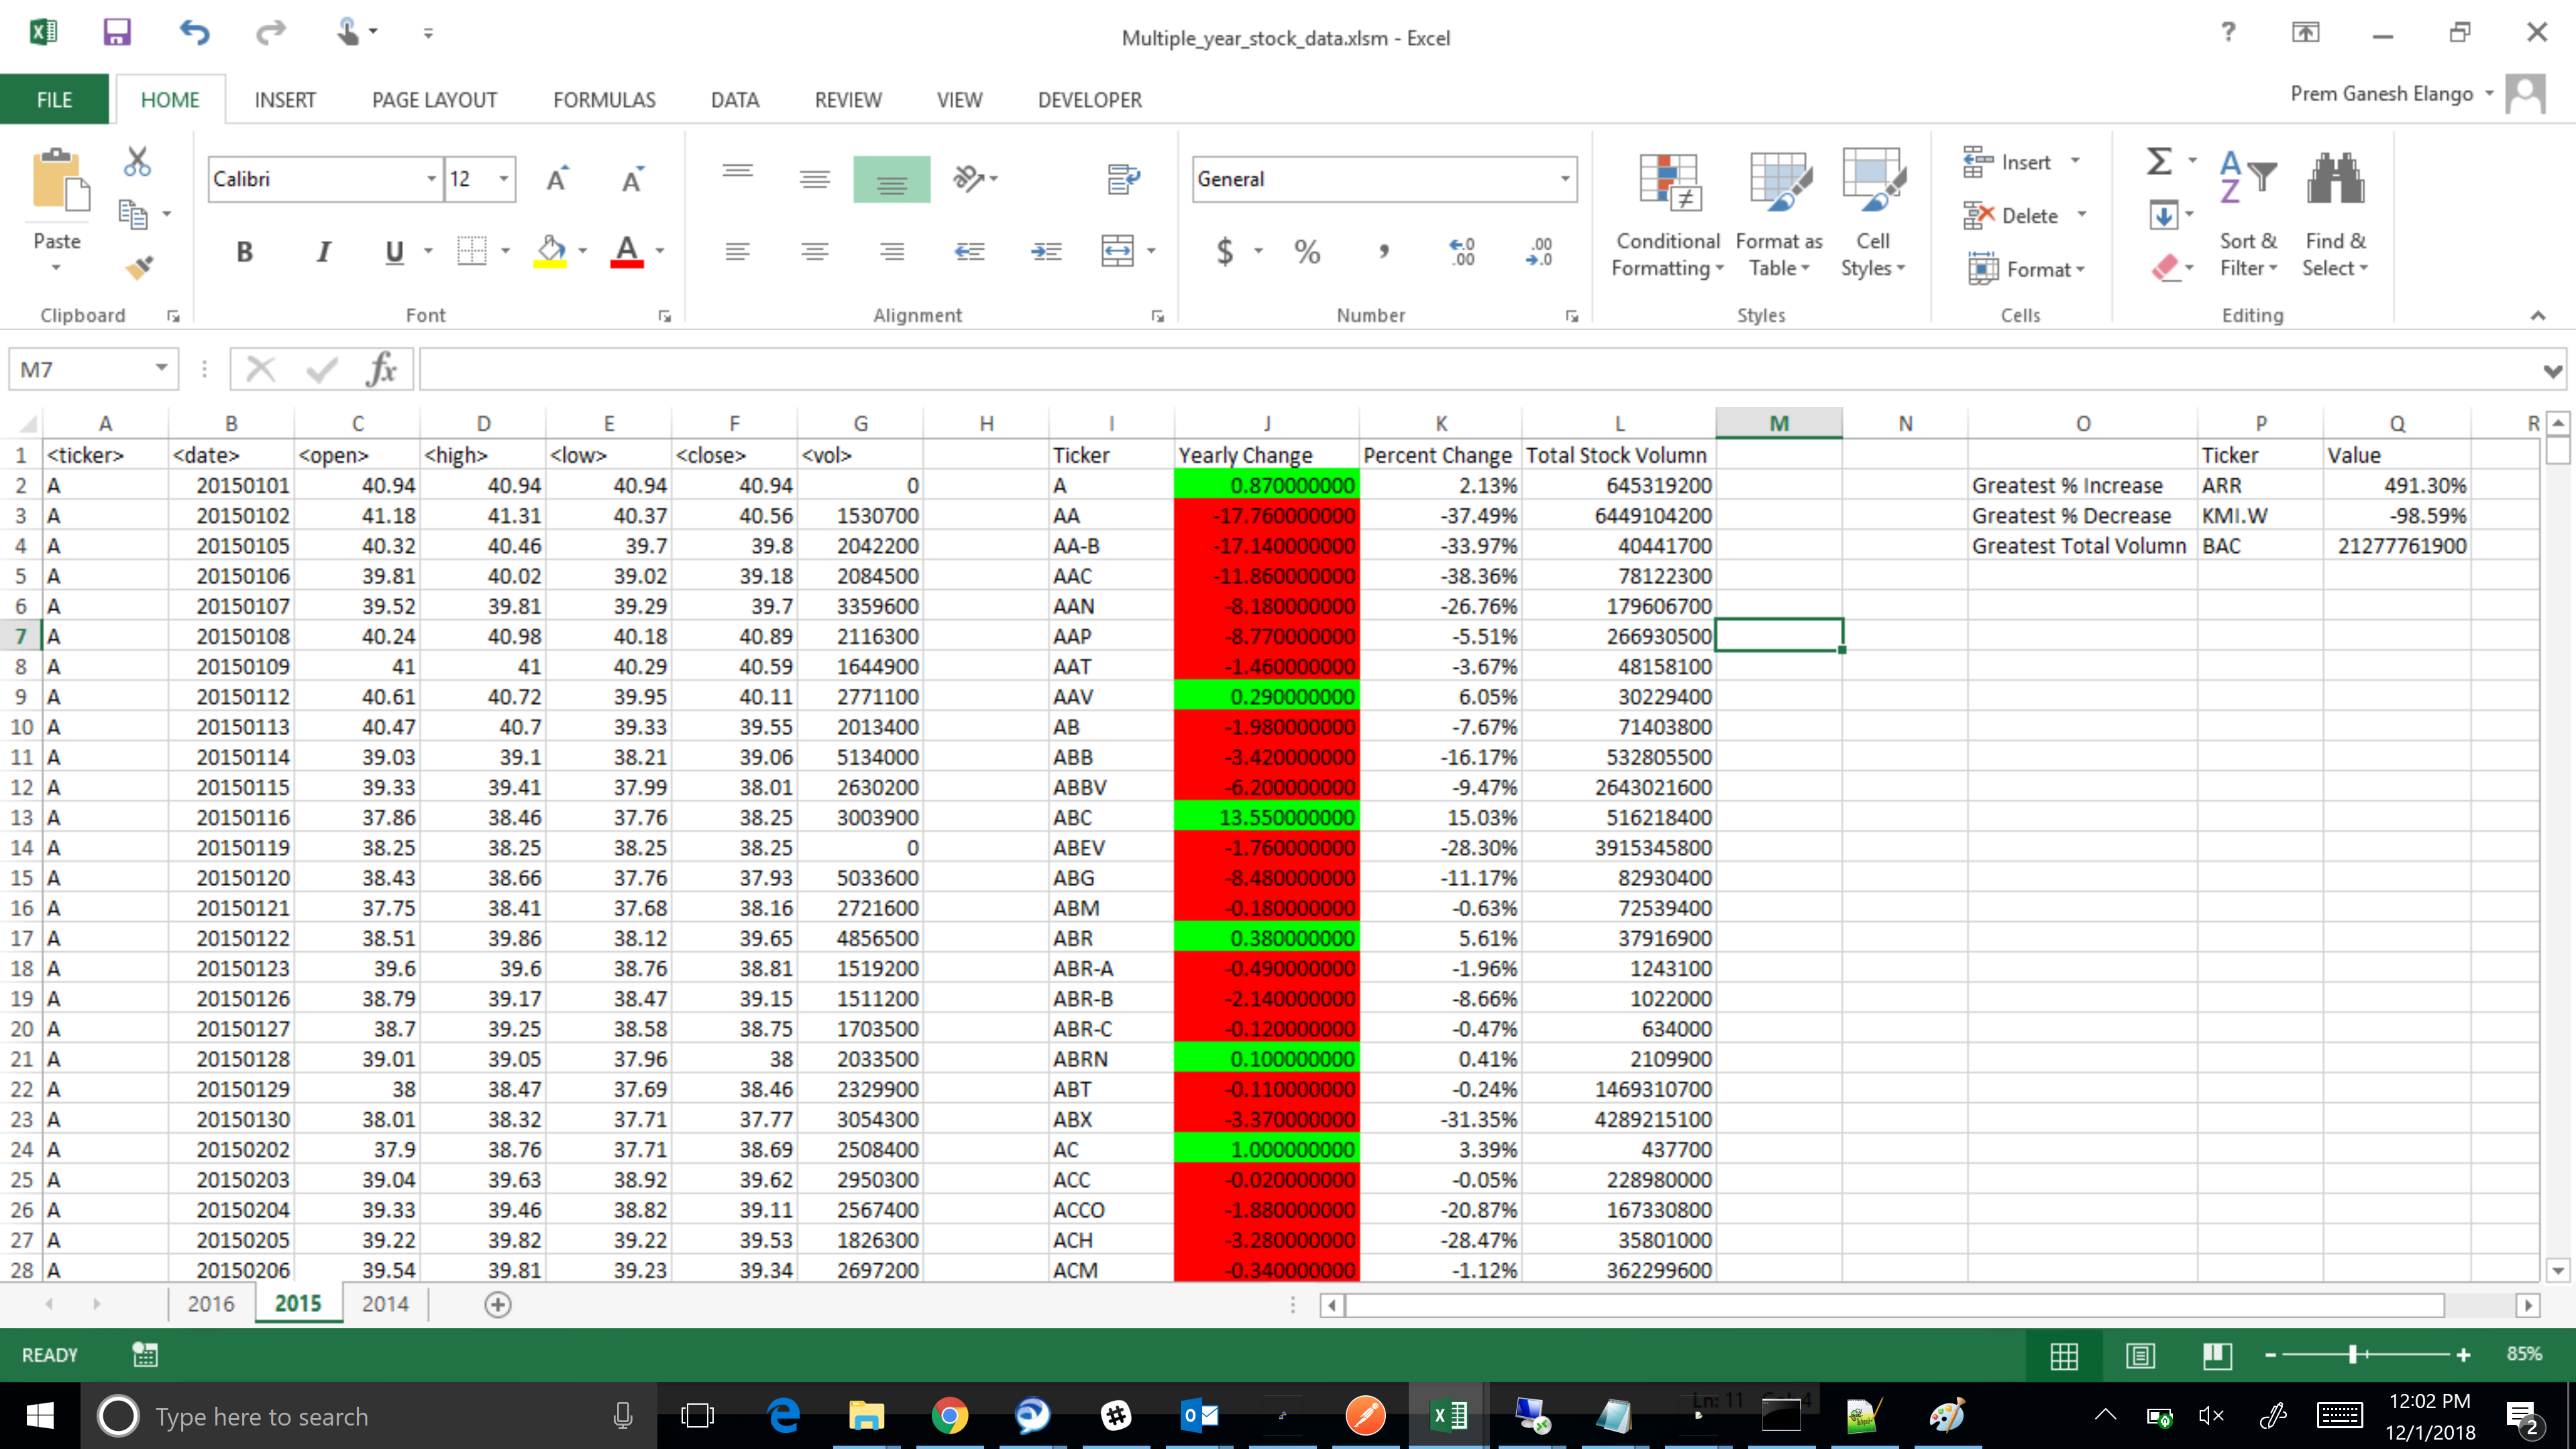 Multiple_year_stock_data.xlsm - Excel
?
FILE HOME INSERT PAGE LAYOUT FORMULAS DATA REVIEW VIEW DEVELOPER Prem Ganesh Elango
Paste
Calibri 12 A A
B I U A
General
$ % , .0 .00 .00 .0
Conditional Formatting
Format as Table
Cell Styles
Insert
Delete
Format
Sort & Filter
Find & Select
Clipboard Font Alignment Number Styles Cells Editing
M7 fx
A B C D E F G H I J K L M N O P Q R
1 <ticker> <date> <open> <high> <low> <close> <vol> Ticker Yearly Change Percent Change Total Stock Volumn Ticker Value
2 A 20150101 40.94 40.94 40.94 40.94 0 A 0.870000000 2.13% 645319200 Greatest % Increase ARR 491.30%
3 A 20150102 41.18 41.31 40.37 40.56 1530700 AA -17.760000000 -37.49% 6449104200 Greatest % Decrease KMI.W -98.59%
4 A 20150105 40.32 40.46 39.7 39.8 2042200 AA-B -17.140000000 -33.97% 40441700 Greatest Total Volumn BAC 21277761900
5 A 20150106 39.81 40.02 39.02 39.18 2084500 AAC -11.860000000 -38.36% 78122300
6 A 20150107 39.52 39.81 39.29 39.7 3359600 AAN -8.180000000 -26.76% 179606700
7 A 20150108 40.24 40.98 40.18 40.89 2116300 AAP -8.770000000 -5.51% 266930500
8 A 20150109 41 41 40.29 40.59 1644900 AAT -1.460000000 -3.67% 48158100
9 A 20150112 40.61 40.72 39.95 40.11 2771100 AAV 0.290000000 6.05% 30229400
10 A 20150113 40.47 40.7 39.33 39.55 2013400 AB -1.980000000 -7.67% 71403800
11 A 20150114 39.03 39.1 38.21 39.06 5134000 ABB -3.420000000 -16.17% 532805500
12 A 20150115 39.33 39.41 37.99 38.01 2630200 ABBV -6.200000000 -9.47% 2643021600
13 A 20150116 37.86 38.46 37.76 38.25 3003900 ABC 13.550000000 15.03% 516218400
14 A 20150119 38.25 38.25 38.25 38.25 0 ABEV -1.760000000 -28.30% 3915345800
15 A 20150120 38.43 38.66 37.76 37.93 5033600 ABG -8.480000000 -11.17% 82930400
16 A 20150121 37.75 38.41 37.68 38.16 2721600 ABM -0.180000000 -0.63% 72539400
17 A 20150122 38.51 39.86 38.12 39.65 4856500 ABR 0.380000000 5.61% 37916900
18 A 20150123 39.6 39.6 38.76 38.81 1519200 ABR-A -0.490000000 -1.96% 1243100
19 A 20150126 38.79 39.17 38.47 39.15 1511200 ABR-B -2.140000000 -8.66% 1022000
20 A 20150127 38.7 39.25 38.58 38.75 1703500 ABR-C -0.120000000 -0.47% 634000
21 A 20150128 39.01 39.05 37.96 38 2033500 ABRN 0.100000000 0.41% 2109900
22 A 20150129 38 38.47 37.69 38.46 2329900 ABT -0.110000000 -0.24% 1469310700
23 A 20150130 38.01 38.32 37.71 37.77 3054300 ABX -3.370000000 -31.35% 4289215100
24 A 20150202 37.9 38.76 37.71 38.69 2508400 AC 1.000000000 3.39% 437700
25 A 20150203 39.04 39.63 38.92 39.62 2950300 ACC -0.020000000 -0.05% 228980000
26 A 20150204 39.33 39.46 38.82 39.11 2567400 ACCO -1.880000000 -20.87% 167330800
27 A 20150205 39.22 39.82 39.22 39.53 1826300 ACH -3.280000000 -28.47% 35801000
28 A 20150206 39.54 39.81 39.23 39.34 2697200 ACM -0.340000000 -1.12% 362299600
2016 2015 2014
READY 85%
Type here to search
Ln: 11
12:02 PM
12/1/2018
2